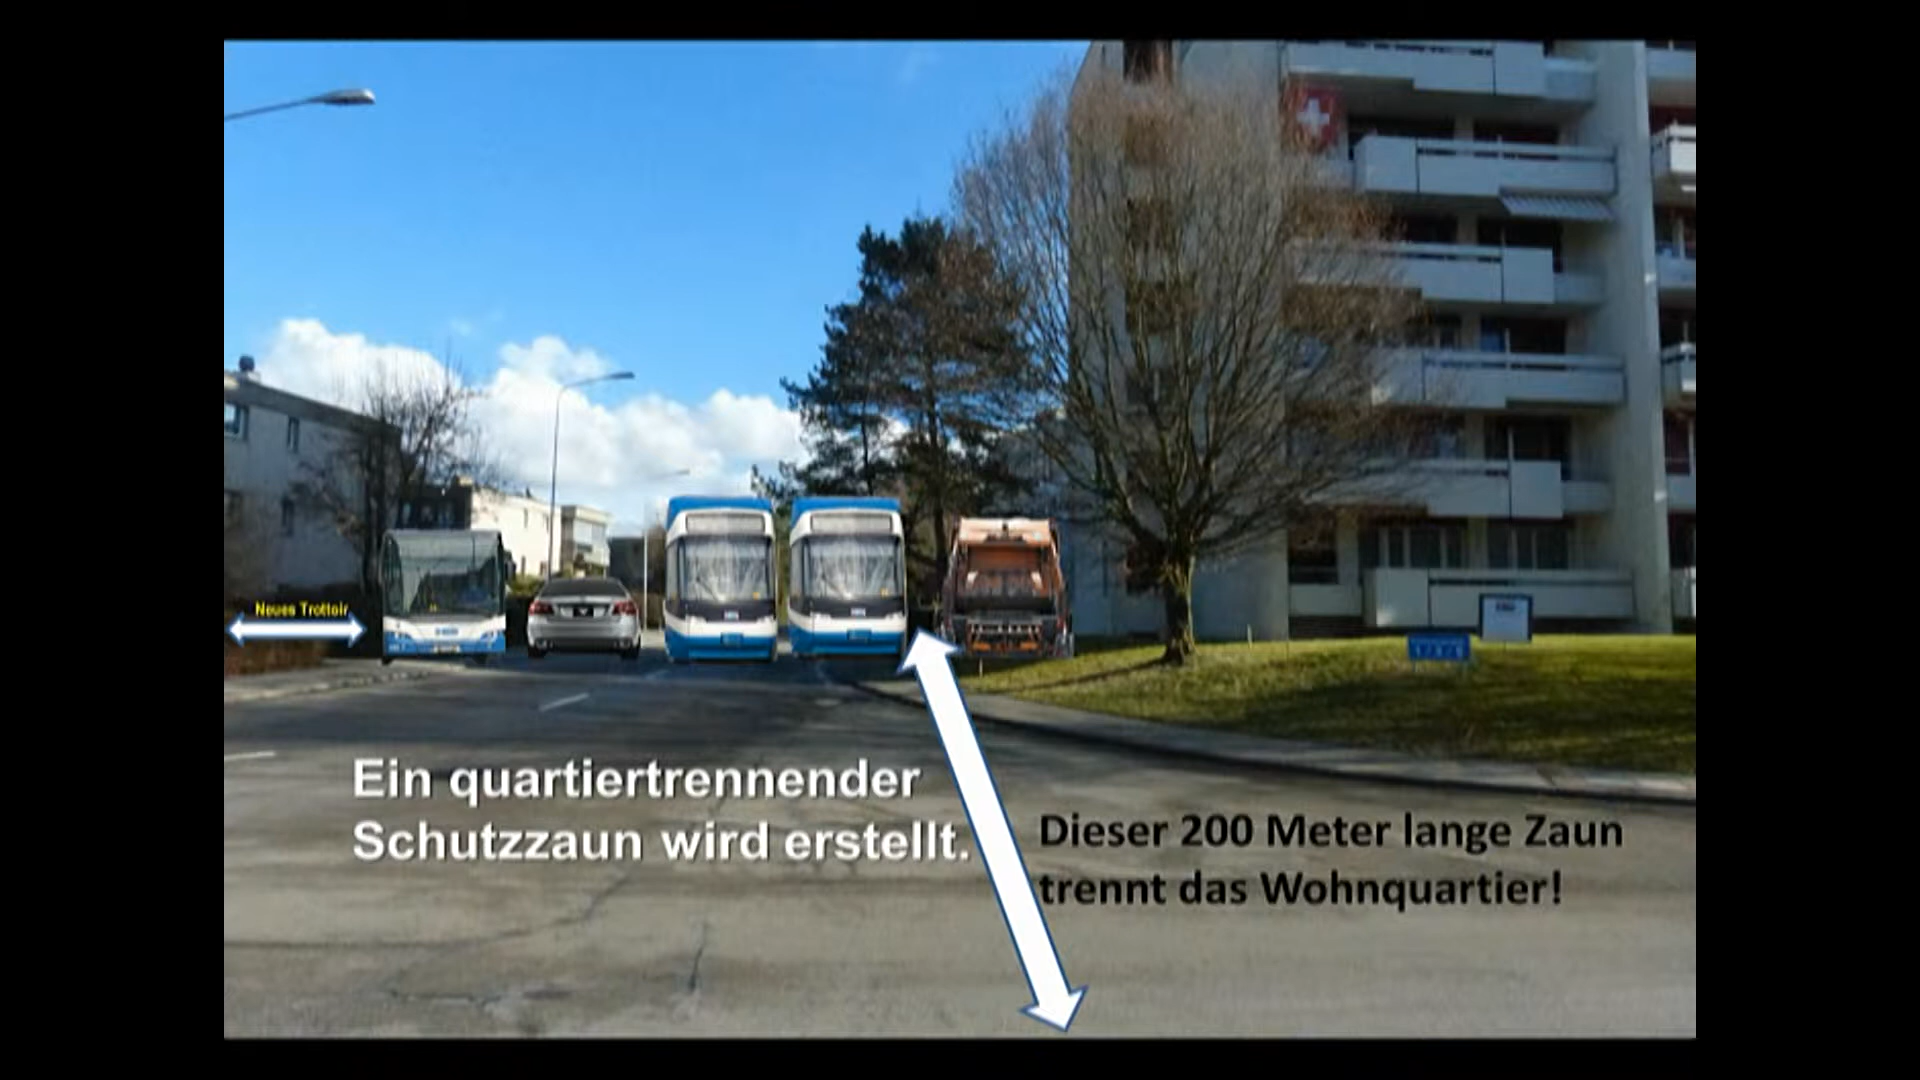 Neues Trottoir
Ein quartiertrennender
Schutzzaun wird erstellt.
Dieser 200 Meter lange Zaun
trennt das Wohnquartier!